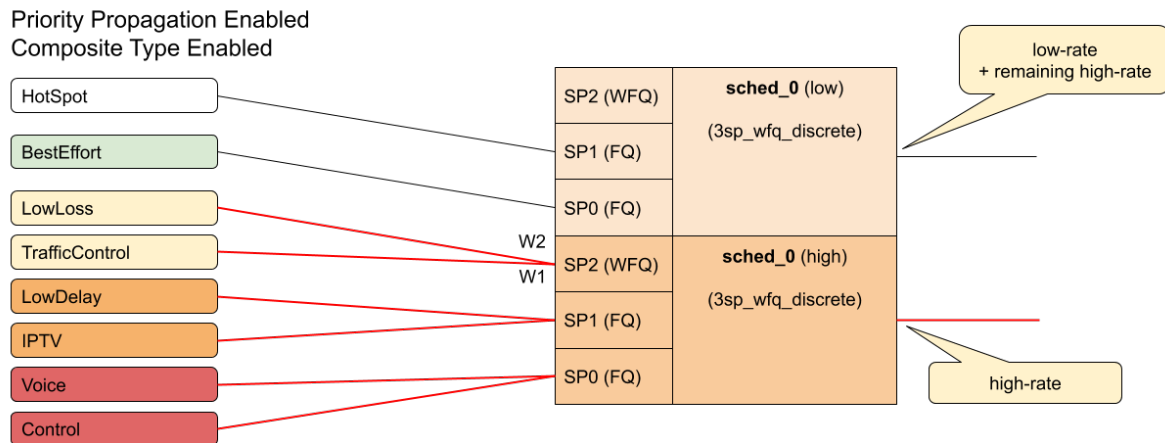 Priority Propagation Enabled
Composite Type Enabled
HotSpot
BestEffort
LowLoss
TrafficControl
LowDelay
IPTV
Voice
Control
W2
W1
SP2 (WFQ)
SP1 (FQ)
SP0 (FQ)
SP2 (WFQ)
SP1 (FQ)
SP0 (FQ)
sched_0 (low)
(3sp_wfq_discrete)
sched_0 (high)
(3sp_wfq_discrete)
low-rate
+ remaining high-rate
high-rate